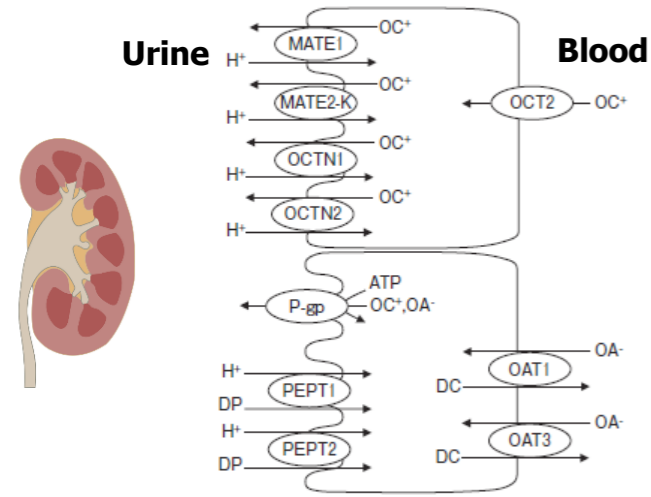 Urine
Blood
OC⁺
MATE1
H⁺
OC⁺
MATE2-K
H⁺
OC⁺
OCTN1
H⁺
OC⁺
OCTN2
H⁺
OCT2
OC⁺
ATP
P-gp
OC⁺,OA⁻
H⁺
PEPT1
DP
H⁺
PEPT2
DP
OA⁻
OAT1
DC
OA⁻
OAT3
DC